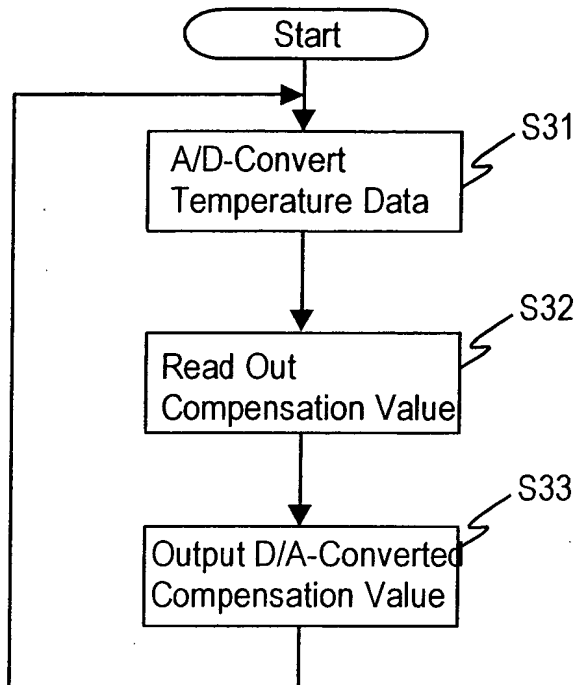 Start
S31
A/D-Convert
Temperature Data
S32
Read Out
Compensation Value
S33
Output D/A-Converted
Compensation Value